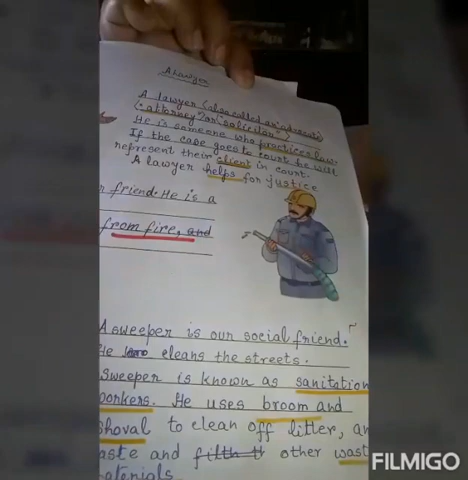 A Lawyer
A lawyer (also called an "advocate",
"attorney" or "solicitor")
He is someone who practices law.
If the case goes to court he will
represent their client in court.
A lawyer helps for justice
r friend. He is a
from fire, and
A sweeper is our social friend.
He cleans the streets.
Sweeper is known as sanitation
workers. He uses broom and
shoval to clean off litter, an
aste and filth other wast
materials
FILMIGO